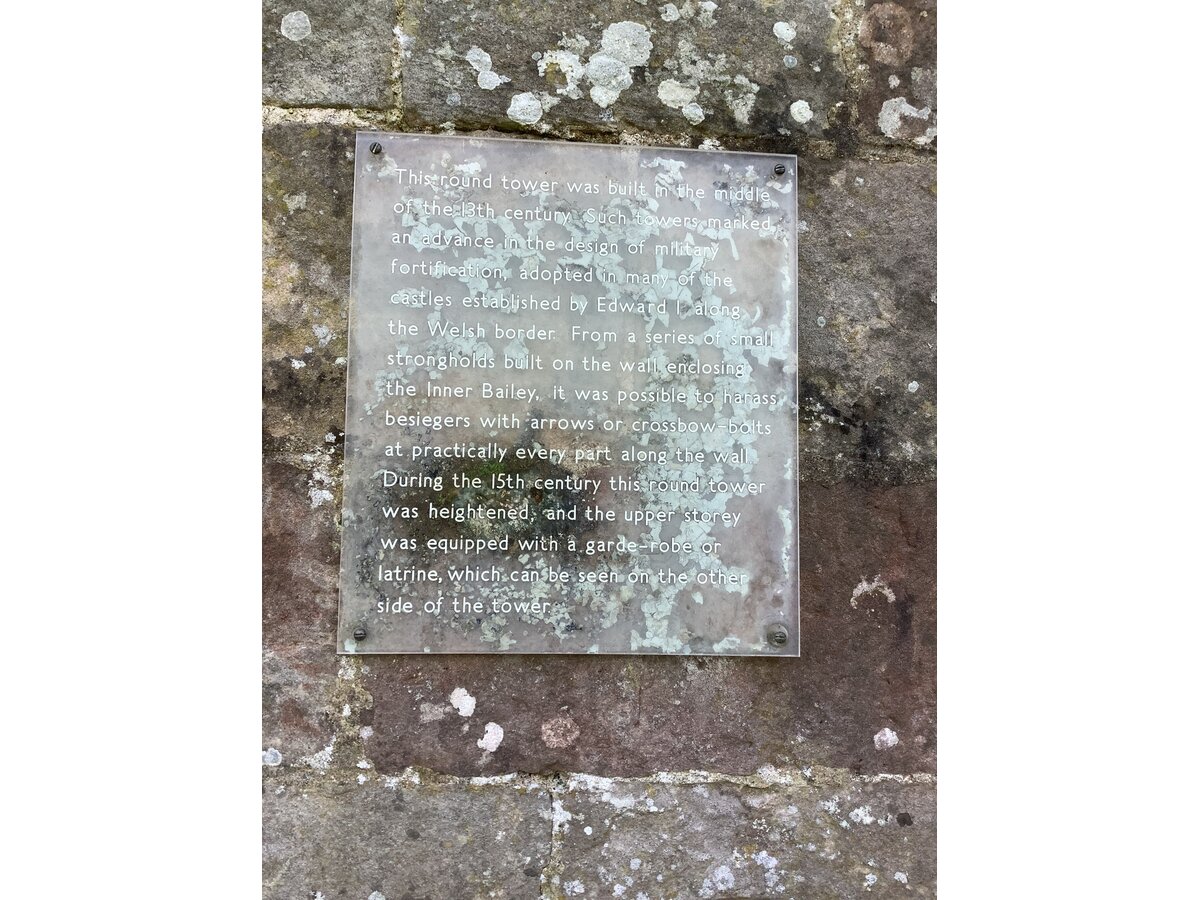 This round tower was built in the middle
of the 13th century. Such towers marked
an advance in the design of military
fortification, adopted in many of the
castles established by Edward I along
the Welsh border. From a series of small
strongholds built on the wall enclosing
the Inner Bailey, it was possible to harass
besiegers with arrows or crossbow-bolts
at practically every part along the wall.
During the 15th century this round tower
was heightened, and the upper storey
was equipped with a garde-robe or
latrine, which can be seen on the other
side of the tower.